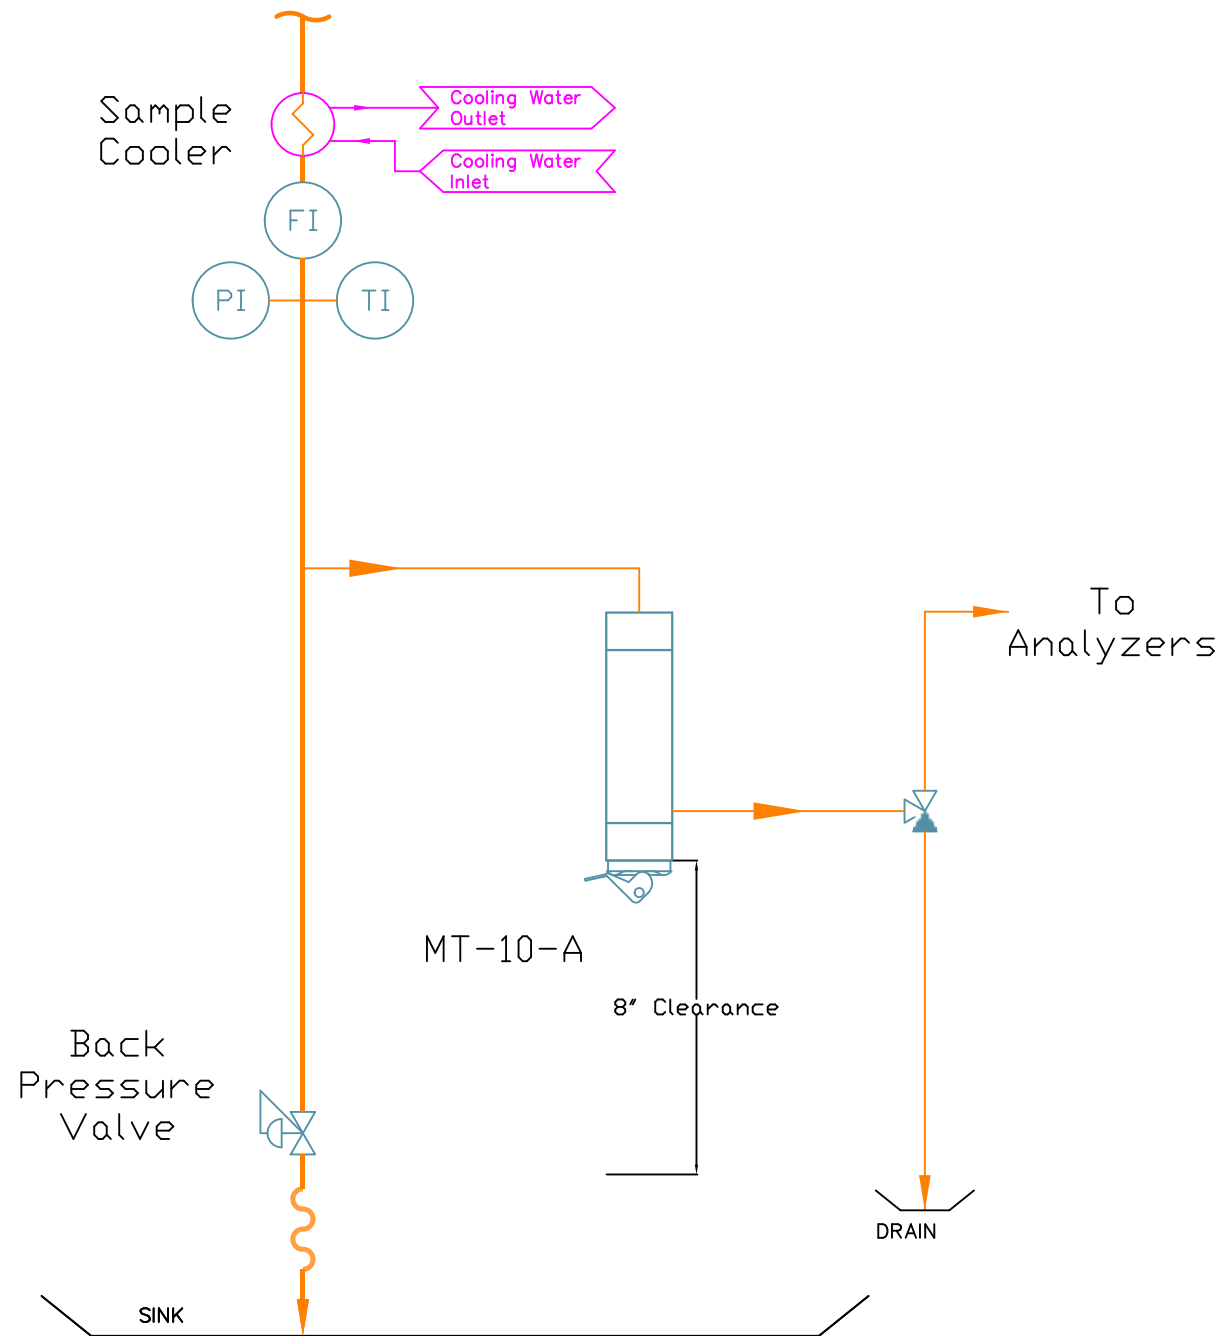 Sample
Cooler
Cooling Water
Outlet
Cooling Water
Inlet
FI
PI
TI
To
Analyzers
MT-10-A
8" Clearance
Back
Pressure
Valve
DRAIN
SINK